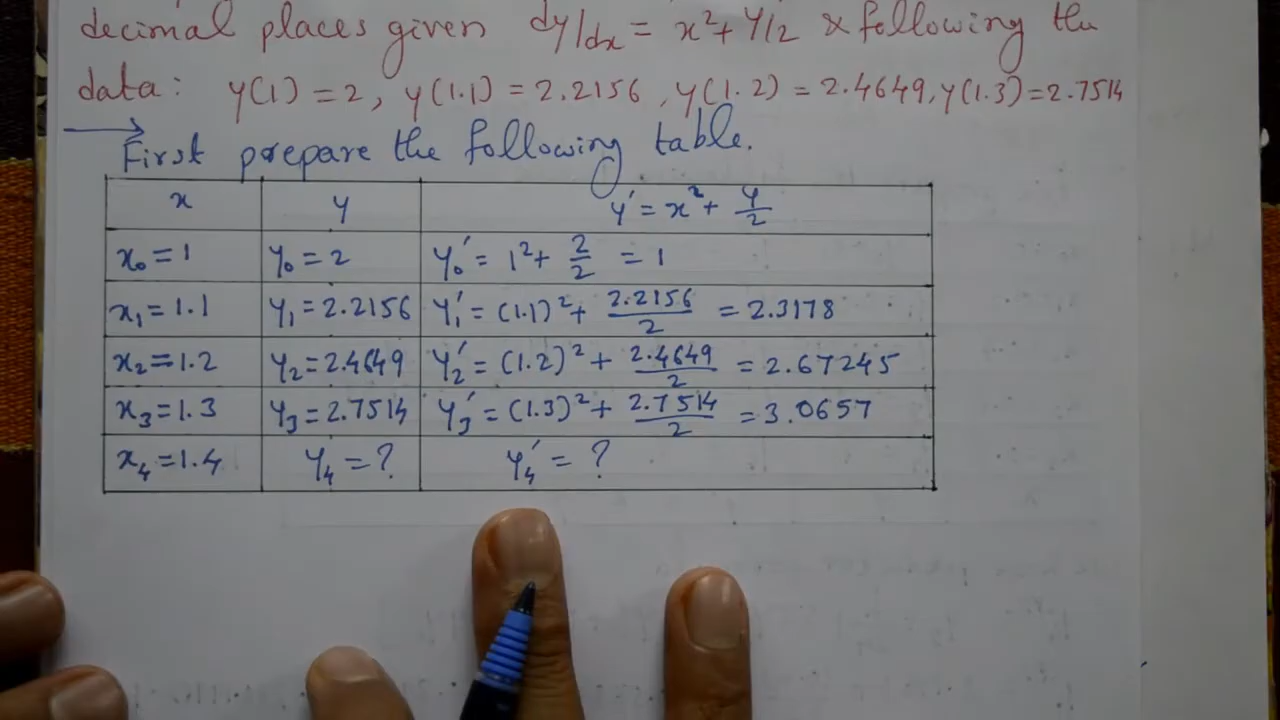 decimal places given dy/dx = x² + y/2 & following the
data: y(1) = 2, y(1.1) = 2.2156, y(1.2) = 2.4649, y(1.3) = 2.7514
First prepare the following table.
x y y' = x² + y/2
x₀ = 1 y₀ = 2 y₀' = 1² + 2/2 = 1
x₁ = 1.1 y₁ = 2.2156 y₁' = (1.1)² + 2.2156/2 = 2.3178
x₂ = 1.2 y₂ = 2.4649 y₂' = (1.2)² + 2.4649/2 = 2.67245
x₃ = 1.3 y₃ = 2.7514 y₃' = (1.3)² + 2.7514/2 = 3.0657
x₄ = 1.4 y₄ = ? y₄' = ?